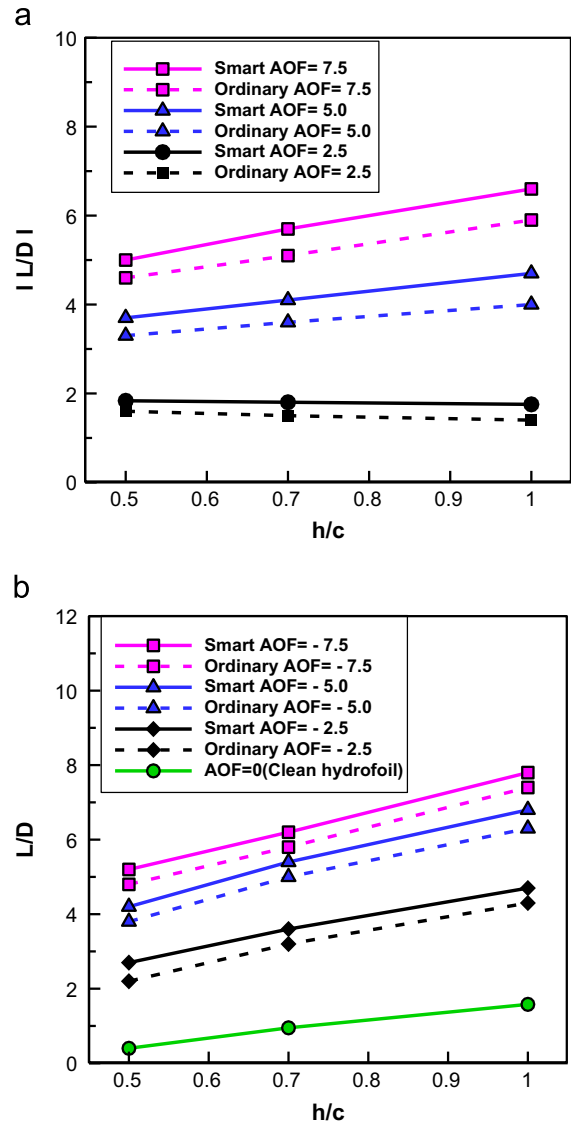 a
10
8
6
4
2
0
I L/D I
Smart AOF= 7.5
Ordinary AOF= 7.5
Smart AOF= 5.0
Ordinary AOF= 5.0
Smart AOF= 2.5
Ordinary AOF= 2.5
0.5 0.6 0.7 0.8 0.9 1
h/c
b
12
10
8
6
4
2
0
L/D
Smart AOF= - 7.5
Ordinary AOF= - 7.5
Smart AOF= - 5.0
Ordinary AOF= - 5.0
Smart AOF= - 2.5
Ordinary AOF= - 2.5
AOF=0(Clean hydrofoil)
0.5 0.6 0.7 0.8 0.9 1
h/c